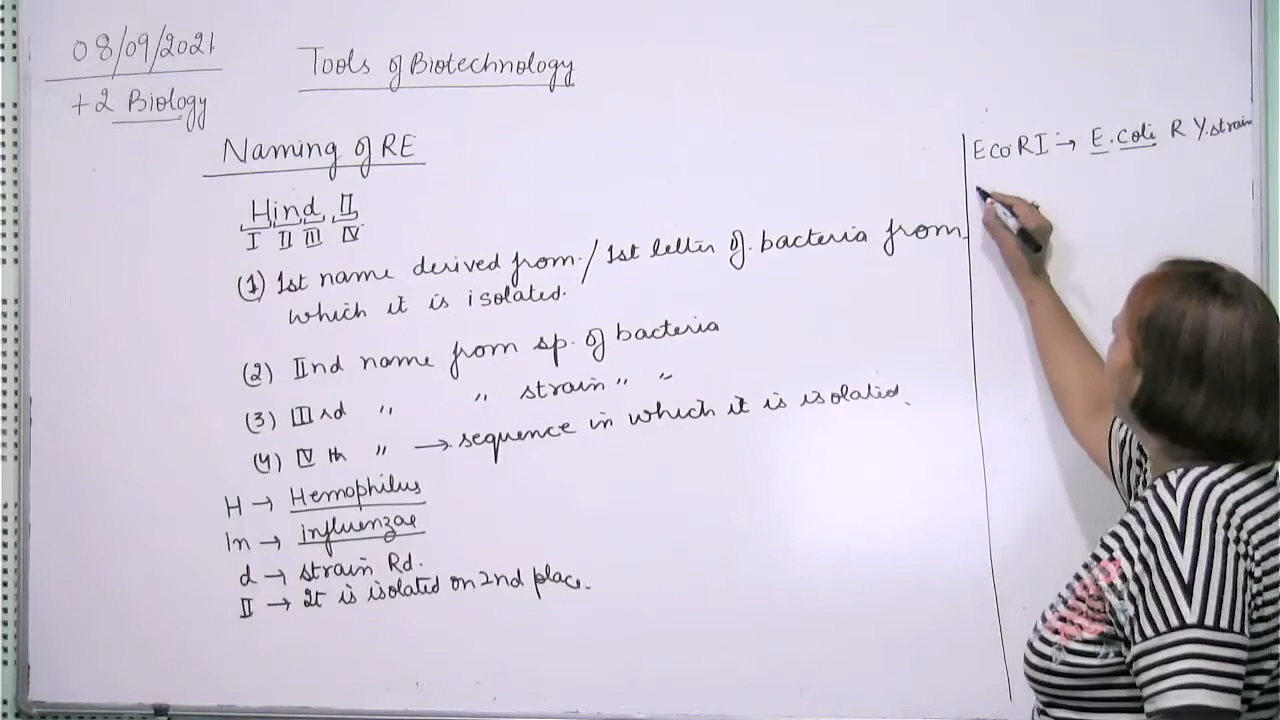 08/09/2021
+2 Biology
Tools of Biotechnology
Naming of RE
Hind II
I II III IV
(1) 1st name derived from / 1st letter of bacteria from
which it is isolated.
(2) IInd name from sp. of bacteria
(3) IIIrd " " strain " "
(4) IVth " → sequence in which it is isolated.
H → Hemophilus
In → influenzae
d → strain Rd.
II → It is isolated on 2nd place.
EcoRI → E.coli R Y.strain